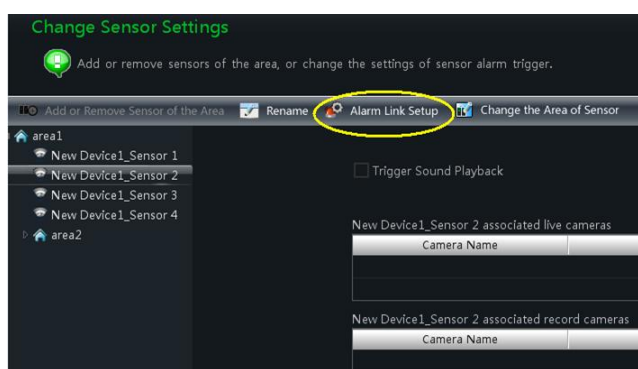 Change Sensor Settings
Add or remove sensors of the area, or change the settings of sensor alarm trigger.
Add or Remove Sensor of the Area Rename Alarm Link Setup Change the Area of Sensor
area1
New Device1_Sensor 1
New Device1_Sensor 2
New Device1_Sensor 3
New Device1_Sensor 4
area2
Trigger Sound Playback
New Device1_Sensor 2 associated live cameras
Camera Name
New Device1_Sensor 2 associated record cameras
Camera Name